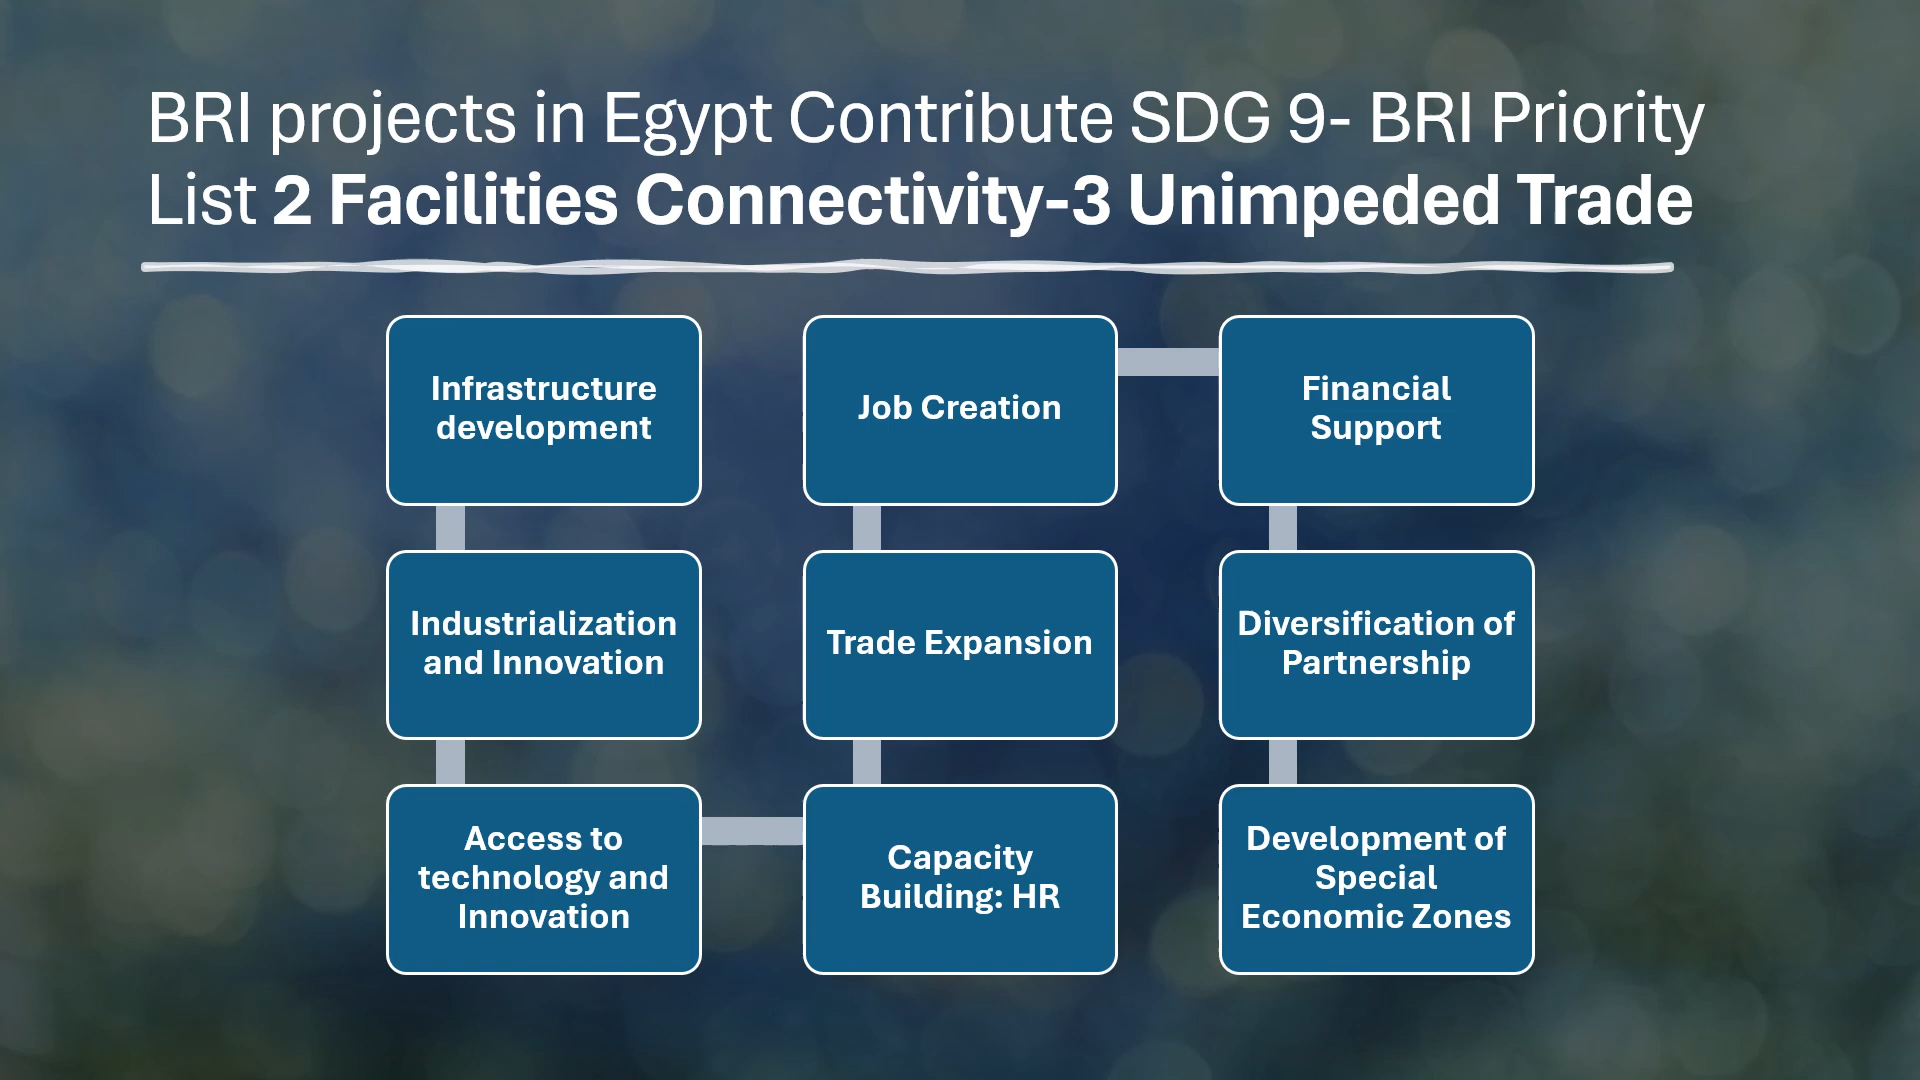 BRI projects in Egypt Contribute SDG 9- BRI Priority
List 2 Facilities Connectivity-3 Unimpeded Trade
Infrastructure
development
Industrialization
and Innovation
Access to
technology and
Innovation
Capacity
Building: HR
Trade Expansion
Job Creation
Financial
Support
Diversification of
Partnership
Development of
Special
Economic Zones